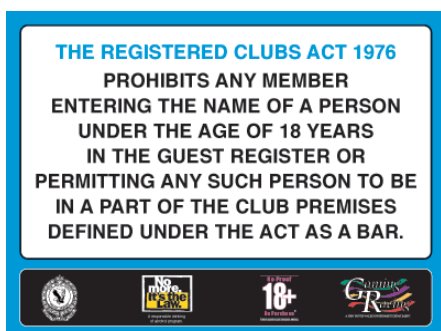 THE REGISTERED CLUBS ACT 1976
PROHIBITS ANY MEMBER
ENTERING THE NAME OF A PERSON
UNDER THE AGE OF 18 YEARS
IN THE GUEST REGISTER OR
PERMITTING ANY SUCH PERSON TO BE
IN A PART OF THE CLUB PREMISES
DEFINED UNDER THE ACT AS A BAR.
No
more.
It's the
Law.
No Proof
18+
Gaming
Racing